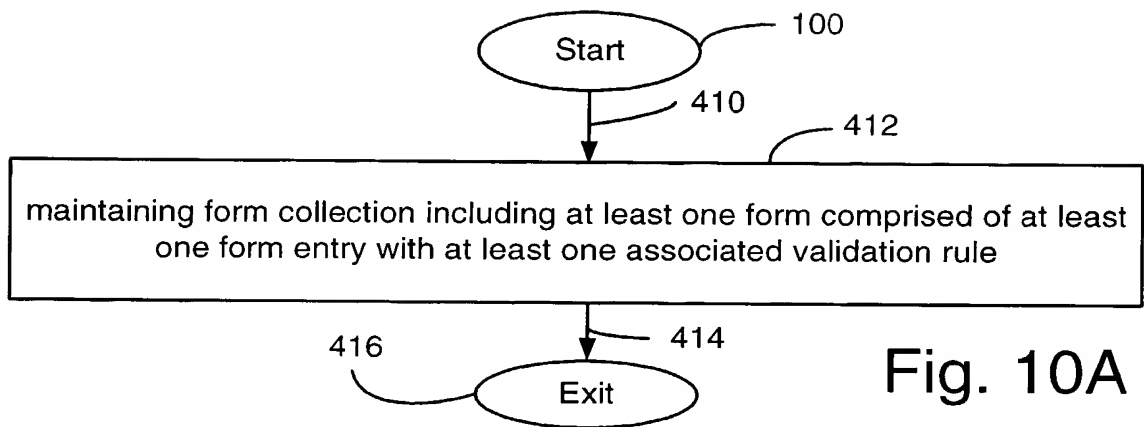 Start
100
410
412
maintaining form collection including at least one form comprised of at least
one form entry with at least one associated validation rule
416
414
Exit
Fig. 10A